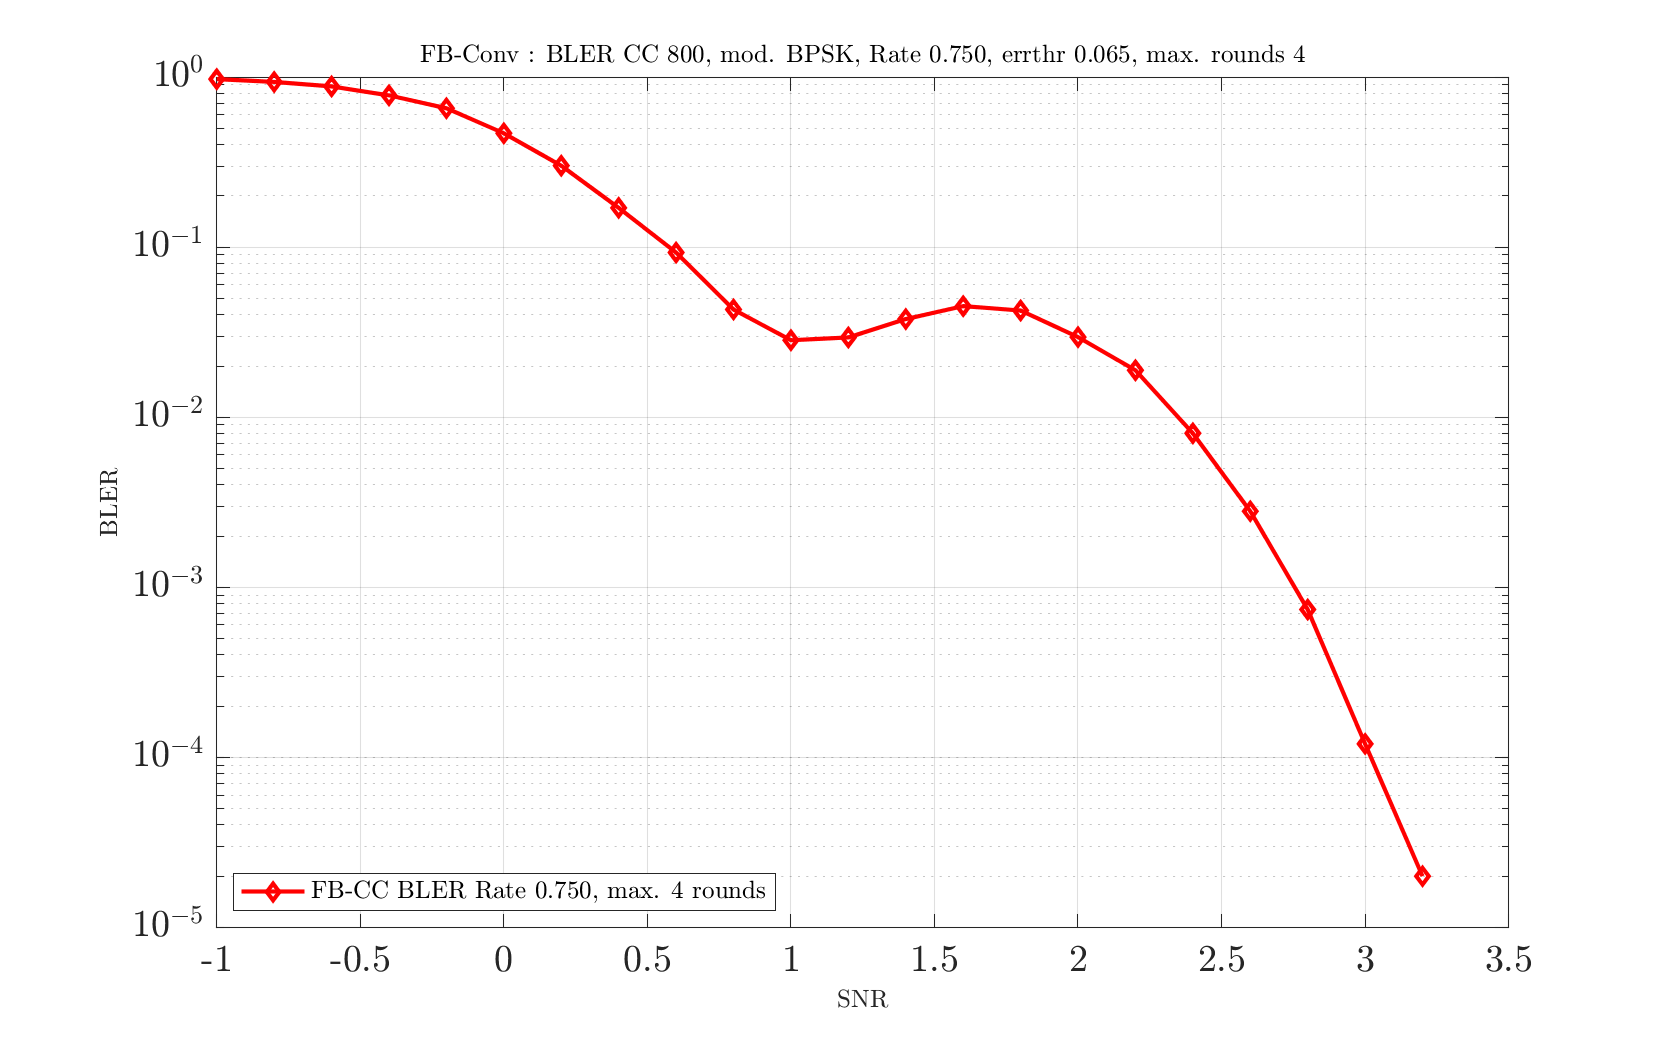 FB-Conv : BLER CC 800, mod. BPSK, Rate 0.750, errthr 0.065, max. rounds 4
10^0
10^-1
10^-2
10^-3
10^-4
10^-5
BLER
FB-CC BLER Rate 0.750, max. 4 rounds
-1 -0.5 0 0.5 1 1.5 2 2.5 3 3.5
SNR